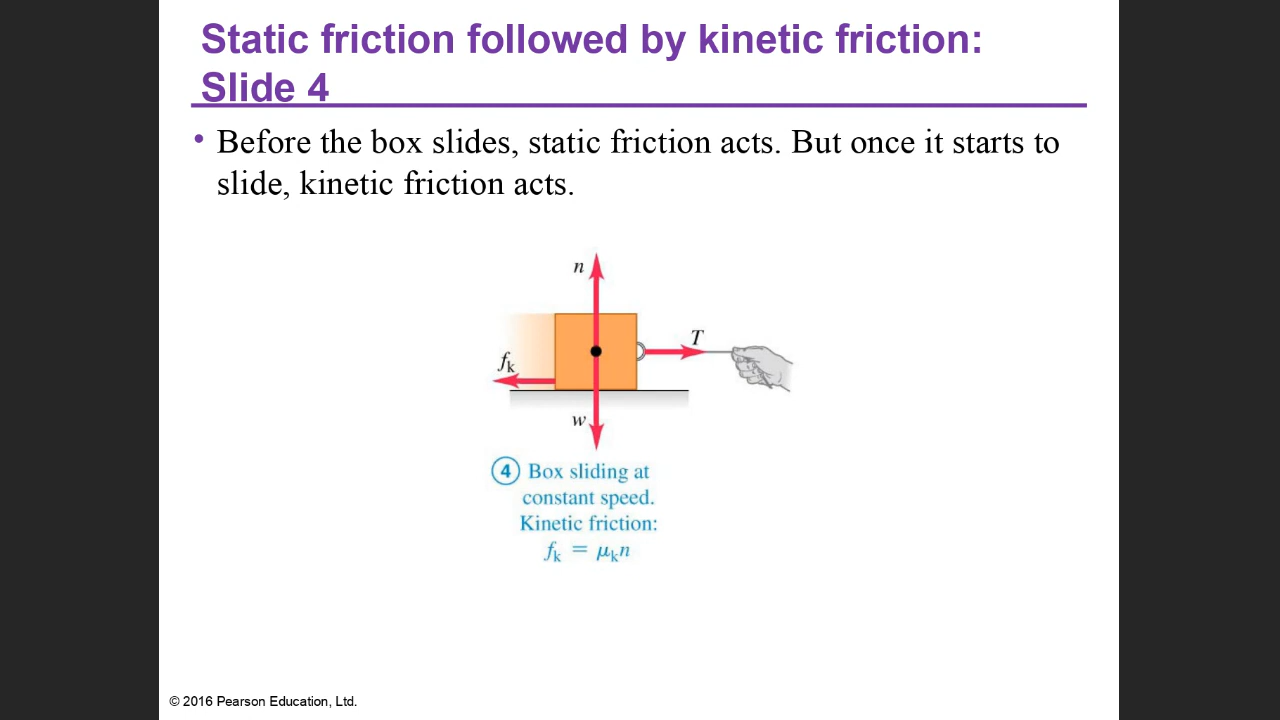 Static friction followed by kinetic friction:
Slide 4
• Before the box slides, static friction acts. But once it starts to
slide, kinetic friction acts.
n
T
fk
w
4 Box sliding at
constant speed.
Kinetic friction:
fk = μkn
© 2016 Pearson Education, Ltd.